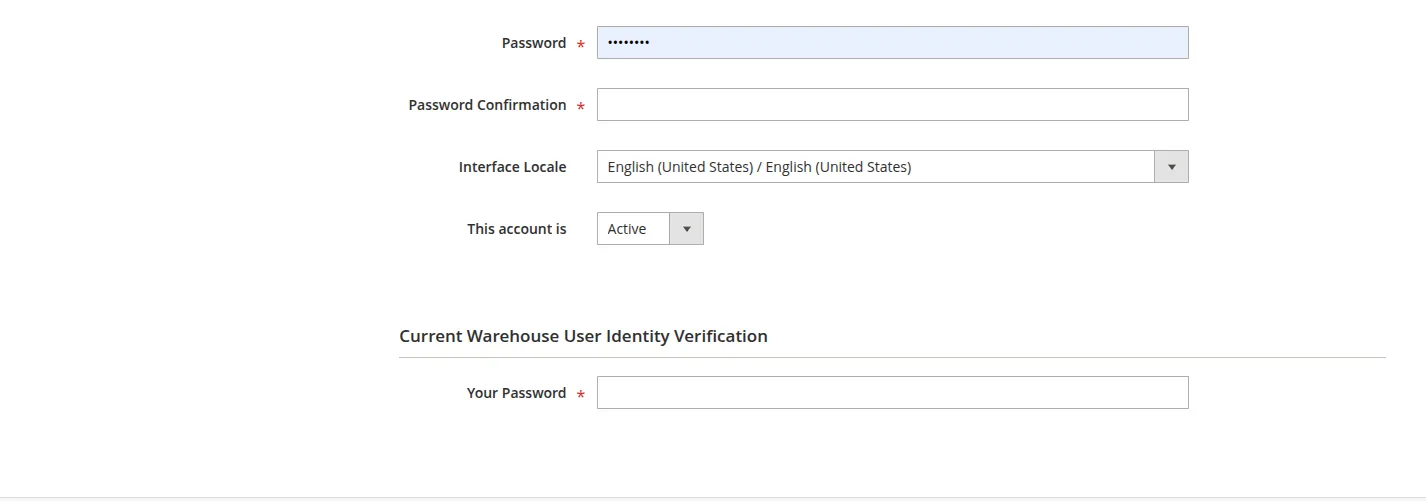 Password * ••••••••
Password Confirmation *
Interface Locale English (United States) / English (United States)
This account is Active
Current Warehouse User Identity Verification
Your Password *